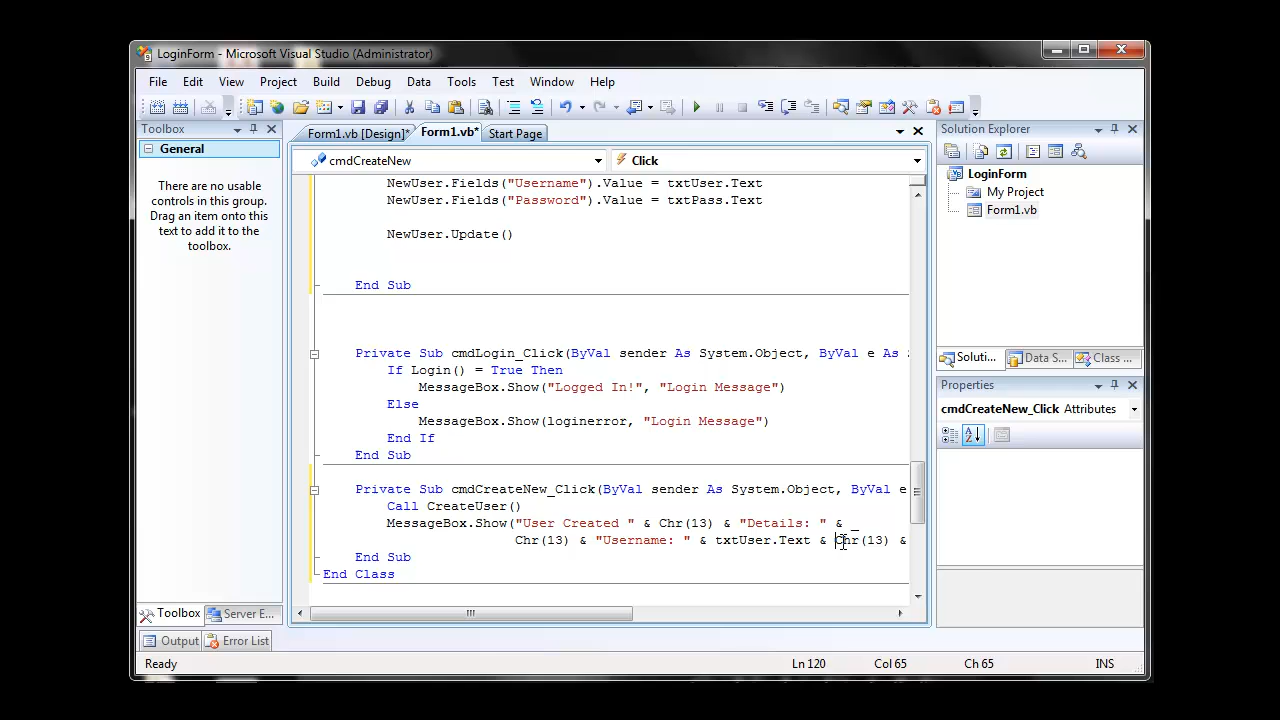 LoginForm - Microsoft Visual Studio (Administrator)
File Edit View Project Build Debug Data Tools Test Window Help
Toolbox
General
There are no usable
controls in this group.
Drag an item onto this
text to add it to the
toolbox.
Toolbox Server E...
Form1.vb [Design]* Form1.vb* Start Page
cmdCreateNew Click
NewUser.Fields("Username").Value = txtUser.Text
NewUser.Fields("Password").Value = txtPass.Text
NewUser.Update()
End Sub
Private Sub cmdLogin_Click(ByVal sender As System.Object, ByVal e As S
If Login() = True Then
MessageBox.Show("Logged In!", "Login Message")
Else
MessageBox.Show(loginerror, "Login Message")
End If
End Sub
Private Sub cmdCreateNew_Click(ByVal sender As System.Object, ByVal e
Call CreateUser()
MessageBox.Show("User Created " & Chr(13) & "Details: " & _
Chr(13) & "Username: " & txtUser.Text & Chr(13) &
End Sub
End Class
Solution Explorer
LoginForm
My Project
Form1.vb
Soluti... Data S... Class ...
Properties
cmdCreateNew_Click Attributes
Output Error List
Ready Ln 120 Col 65 Ch 65 INS